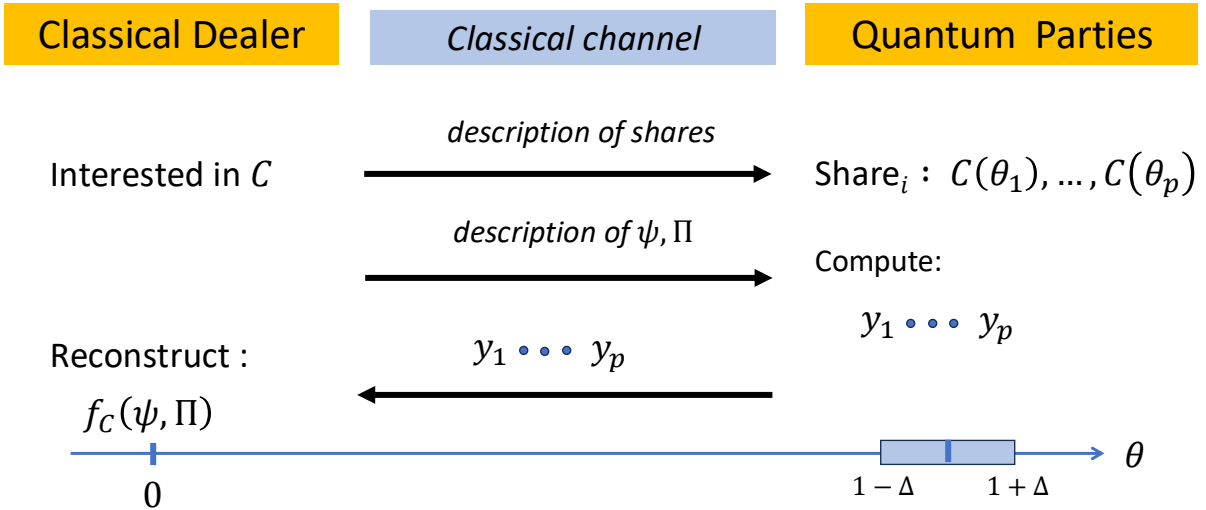 Classical Dealer
Classical channel
Quantum Parties
description of shares
Interested in C
Share_i : C(θ_1), …, C(θ_p)
description of ψ, Π
Compute:
y_1 • • • y_p
Reconstruct :
y_1 • • • y_p
f_C(ψ, Π)
θ
0
1 − Δ
1 + Δ